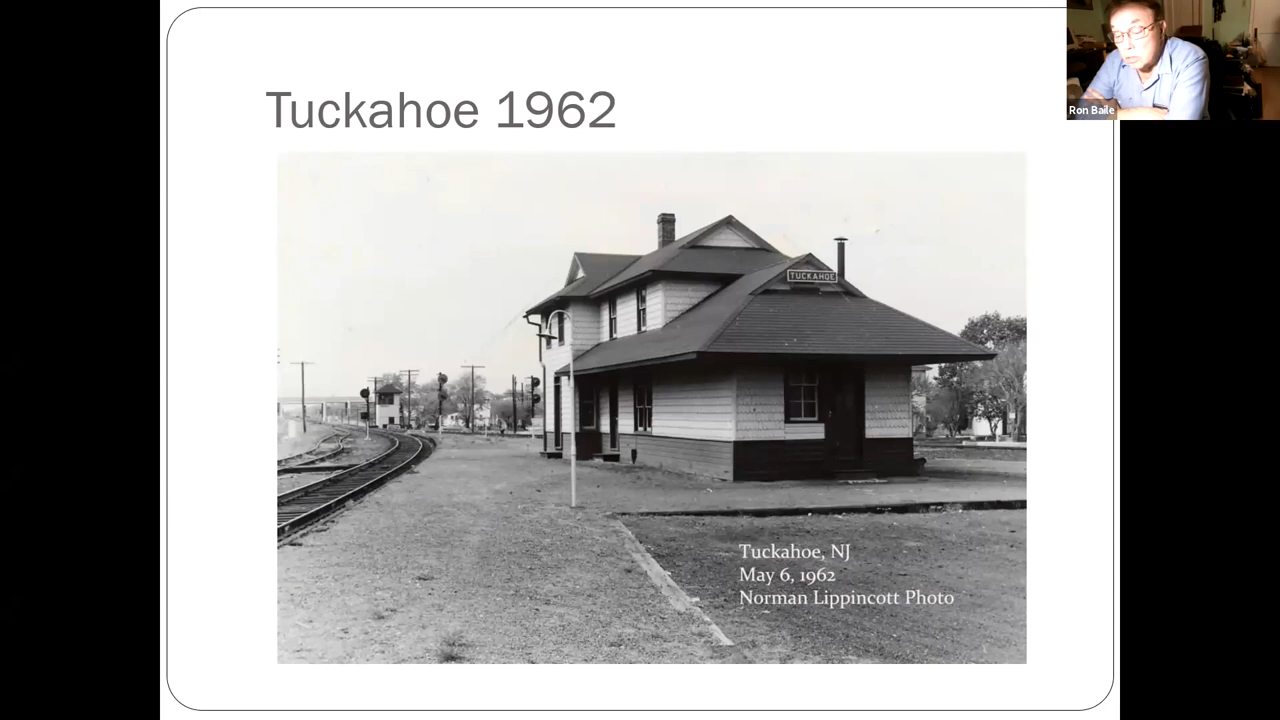 Tuckahoe 1962
TUCKAHOE
Tuckahoe, NJ
May 6, 1962
Norman Lippincott Photo
Ron Baile